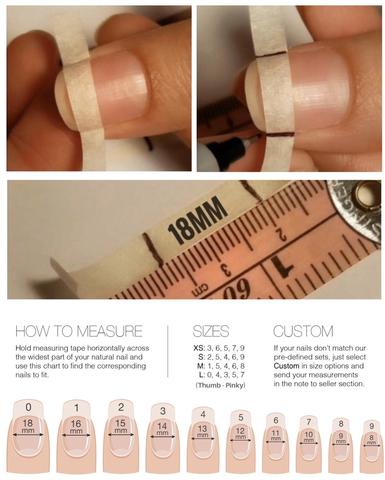 18MM
1
2
3
cm
60
HOW TO MEASURE
Hold measuring tape horizontally across
the widest part of your natural nail and
use this chart to find the corresponding
nails to fit.
SIZES
XS: 3, 6, 5, 7, 9
S: 2, 5, 4, 6, 9
M: 1, 5, 4, 6, 8
L: 0, 4, 3, 5, 7
(Thumb - Pinky)
CUSTOM
If your nails don't match our
pre-defined sets, just select
Custom in size options and
send your measurements
in the note to seller section.
0 1 2 3 4 5 6 7 8 9
18 mm 16 mm 15 mm 14 mm 13 mm 12 mm 11 mm 10 mm 9 mm 9 mm